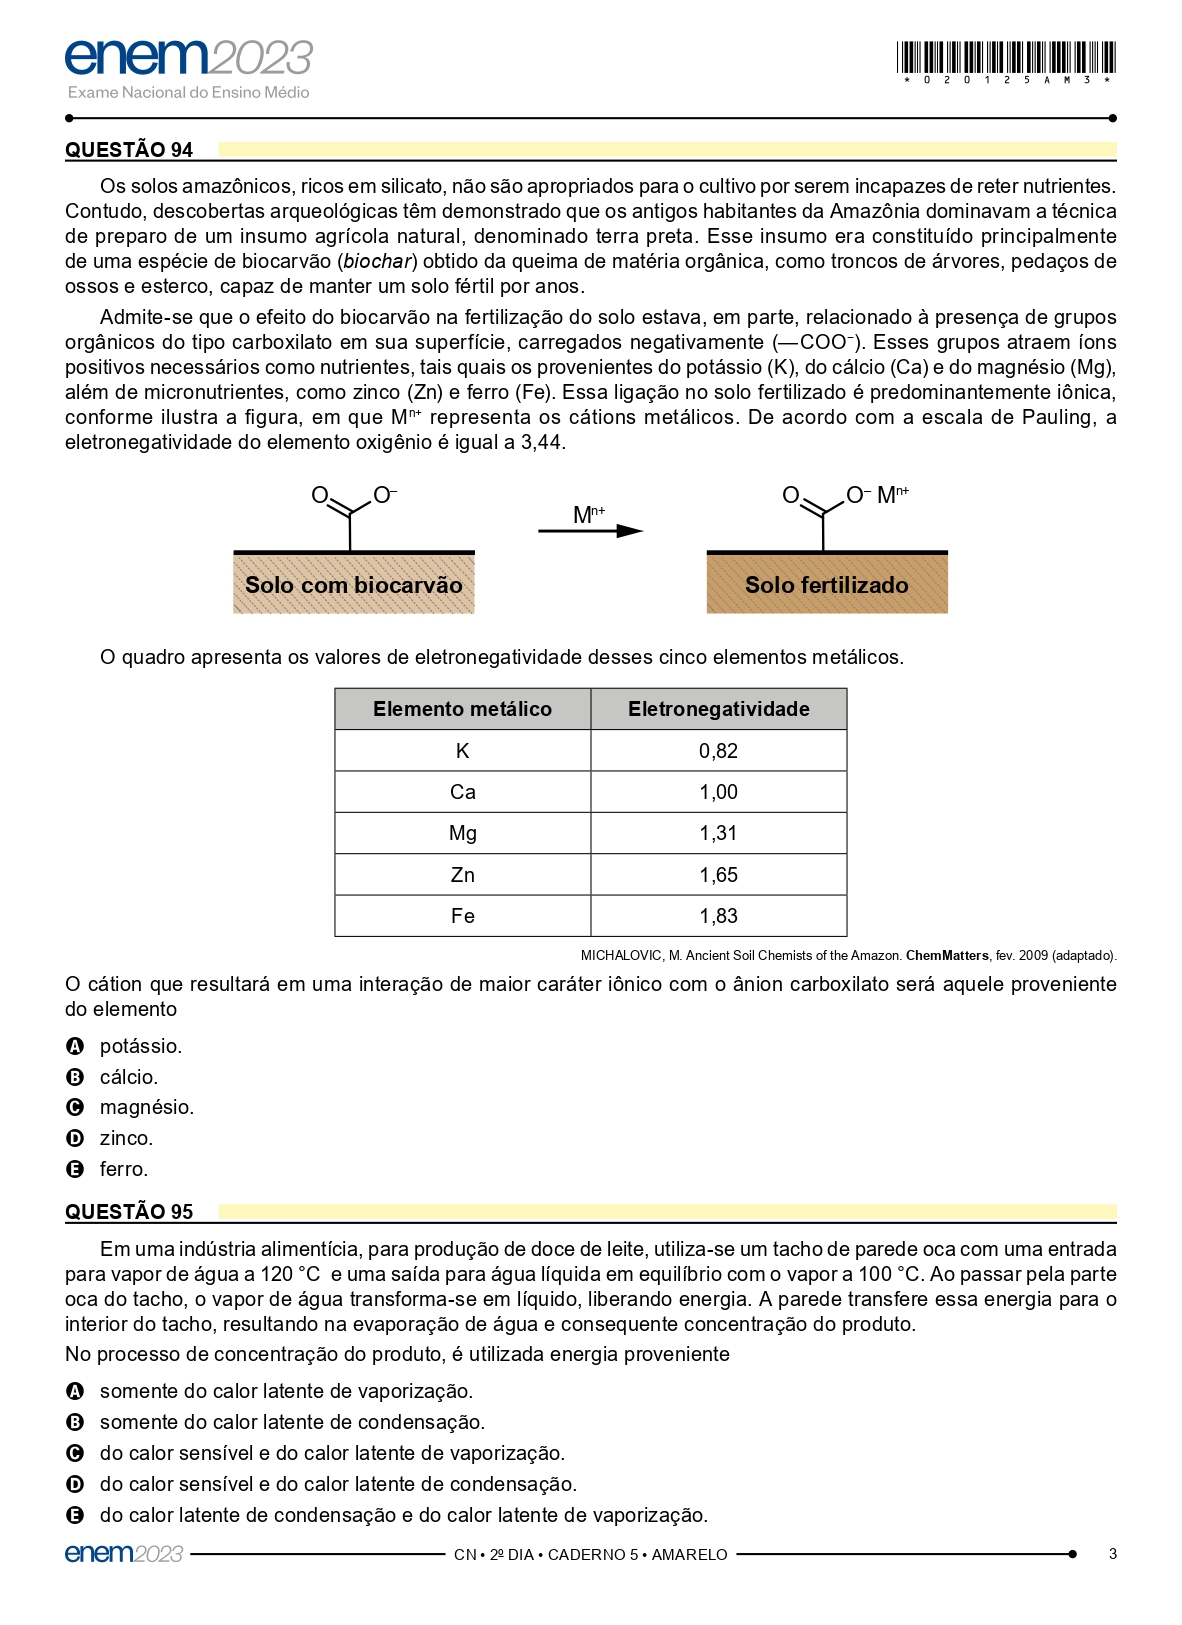 enem2023
Exame Nacional do Ensino Médio
*020125AM3*
QUESTÃO 94
Os solos amazônicos, ricos em silicato, não são apropriados para o cultivo por serem incapazes de reter nutrientes.
Contudo, descobertas arqueológicas têm demonstrado que os antigos habitantes da Amazônia dominavam a técnica
de preparo de um insumo agrícola natural, denominado terra preta. Esse insumo era constituído principalmente
de uma espécie de biocarvão (biochar) obtido da queima de matéria orgânica, como troncos de árvores, pedaços de
ossos e esterco, capaz de manter um solo fértil por anos.
Admite-se que o efeito do biocarvão na fertilização do solo estava, em parte, relacionado à presença de grupos
orgânicos do tipo carboxilato em sua superfície, carregados negativamente (—COO⁻). Esses grupos atraem íons
positivos necessários como nutrientes, tais quais os provenientes do potássio (K), do cálcio (Ca) e do magnésio (Mg),
além de micronutrientes, como zinco (Zn) e ferro (Fe). Essa ligação no solo fertilizado é predominantemente iônica,
conforme ilustra a figura, em que Mⁿ⁺ representa os cátions metálicos. De acordo com a escala de Pauling, a
eletronegatividade do elemento oxigênio é igual a 3,44.
O O⁻ Mⁿ⁺ O O⁻ Mⁿ⁺
Solo com biocarvão Solo fertilizado
O quadro apresenta os valores de eletronegatividade desses cinco elementos metálicos.
Elemento metálico Eletronegatividade
K 0,82
Ca 1,00
Mg 1,31
Zn 1,65
Fe 1,83
MICHALOVIC, M. Ancient Soil Chemists of the Amazon. ChemMatters, fev. 2009 (adaptado).
O cátion que resultará em uma interação de maior caráter iônico com o ânion carboxilato será aquele proveniente
do elemento
A potássio.
B cálcio.
C magnésio.
D zinco.
E ferro.
QUESTÃO 95
Em uma indústria alimentícia, para produção de doce de leite, utiliza-se um tacho de parede oca com uma entrada
para vapor de água a 120 °C e uma saída para água líquida em equilíbrio com o vapor a 100 °C. Ao passar pela parte
oca do tacho, o vapor de água transforma-se em líquido, liberando energia. A parede transfere essa energia para o
interior do tacho, resultando na evaporação de água e consequente concentração do produto.
No processo de concentração do produto, é utilizada energia proveniente
A somente do calor latente de vaporização.
B somente do calor latente de condensação.
C do calor sensível e do calor latente de vaporização.
D do calor sensível e do calor latente de condensação.
E do calor latente de condensação e do calor latente de vaporização.
enem2023 CN • 2º DIA • CADERNO 5 • AMARELO 3